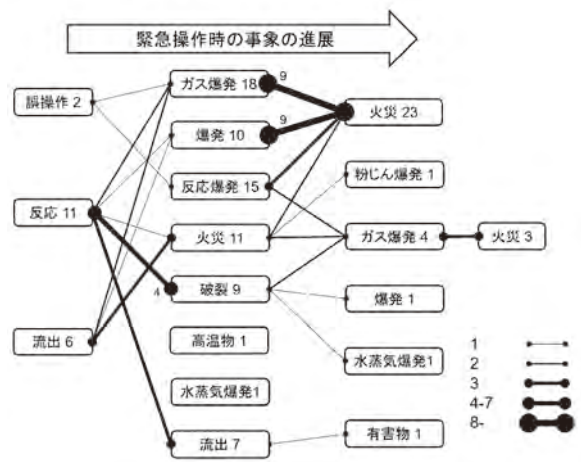 緊急操作時の事象の進展
誤操作 2
反応 11
流出 6
ガス爆発 18
爆発 10
反応爆発 15
火災 11
破裂 9
高温物 1
水蒸気爆発1
流出 7
9
9
4
火災 23
粉じん爆発 1
ガス爆発 4
爆発 1
水蒸気爆発1
有害物 1
火災 3
1
2
3
4-7
8-